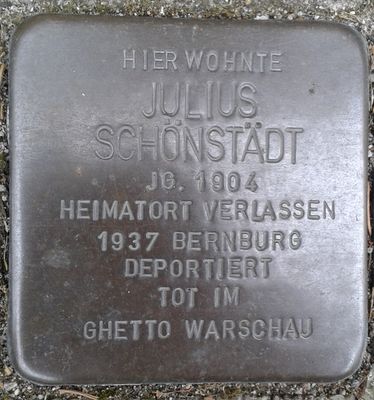 HIER WOHNTE
JULIUS
SCHÖNSTÄDT
JG. 1904
HEIMATORT VERLASSEN
1937 BERNBURG
DEPORTIERT
TOT IM
GHETTO WARSCHAU